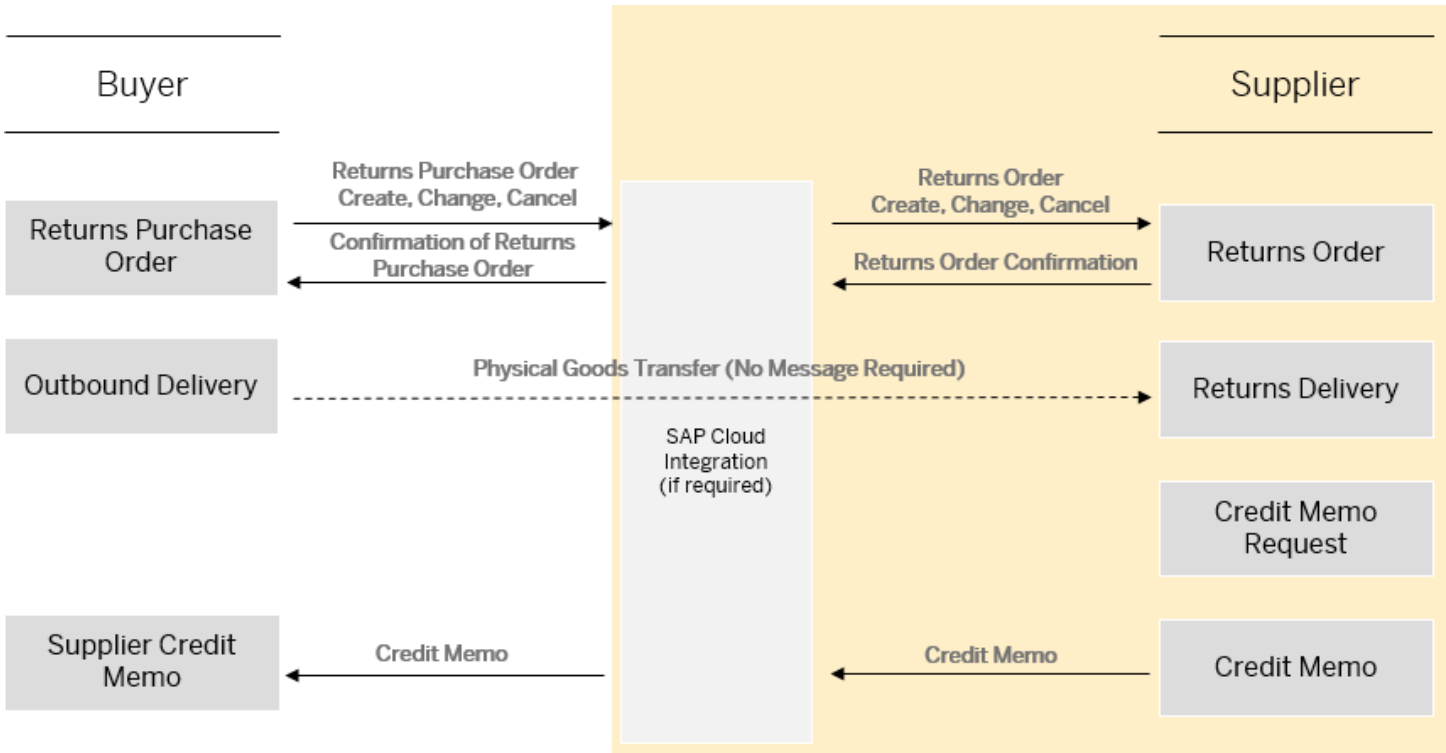 Buyer
Supplier
Returns Purchase Order
Create, Change, Cancel
Returns Order
Create, Change, Cancel
Returns Purchase
Order
Confirmation of Returns
Purchase Order
Returns Order Confirmation
Returns Order
Outbound Delivery
Physical Goods Transfer (No Message Required)
Returns Delivery
SAP Cloud
Integration
(if required)
Credit Memo
Request
Supplier Credit
Memo
Credit Memo
Credit Memo
Credit Memo